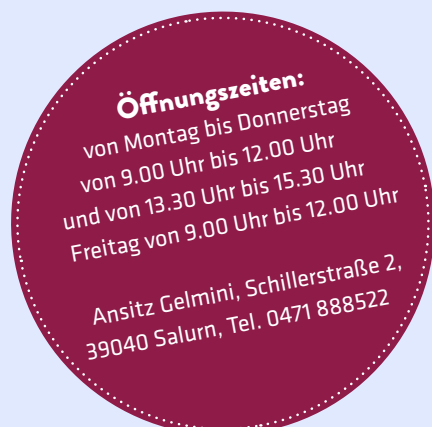 Öffnungszeiten:
von Montag bis Donnerstag
von 9.00 Uhr bis 12.00 Uhr
und von 13.30 Uhr bis 15.30 Uhr
Freitag von 9.00 Uhr bis 12.00 Uhr
Ansitz Gelmini, Schillerstraße 2,
39040 Salurn, Tel. 0471 888522